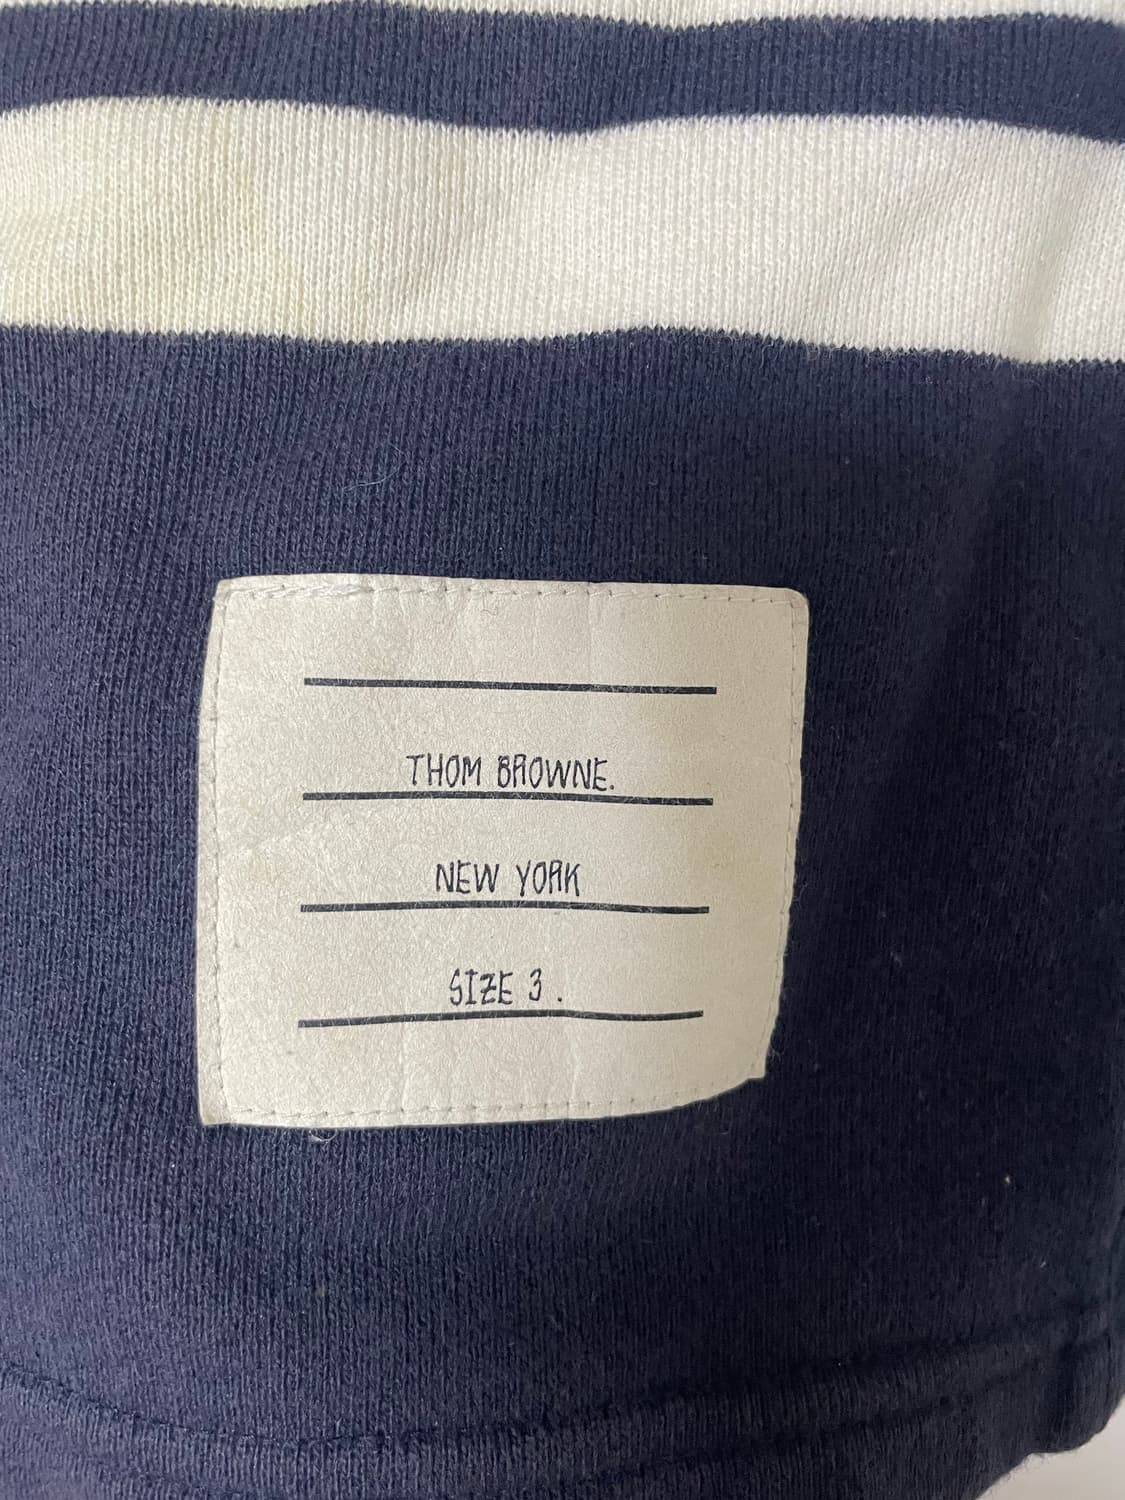 THOM BROWNE.
NEW YORK
SIZE 3.